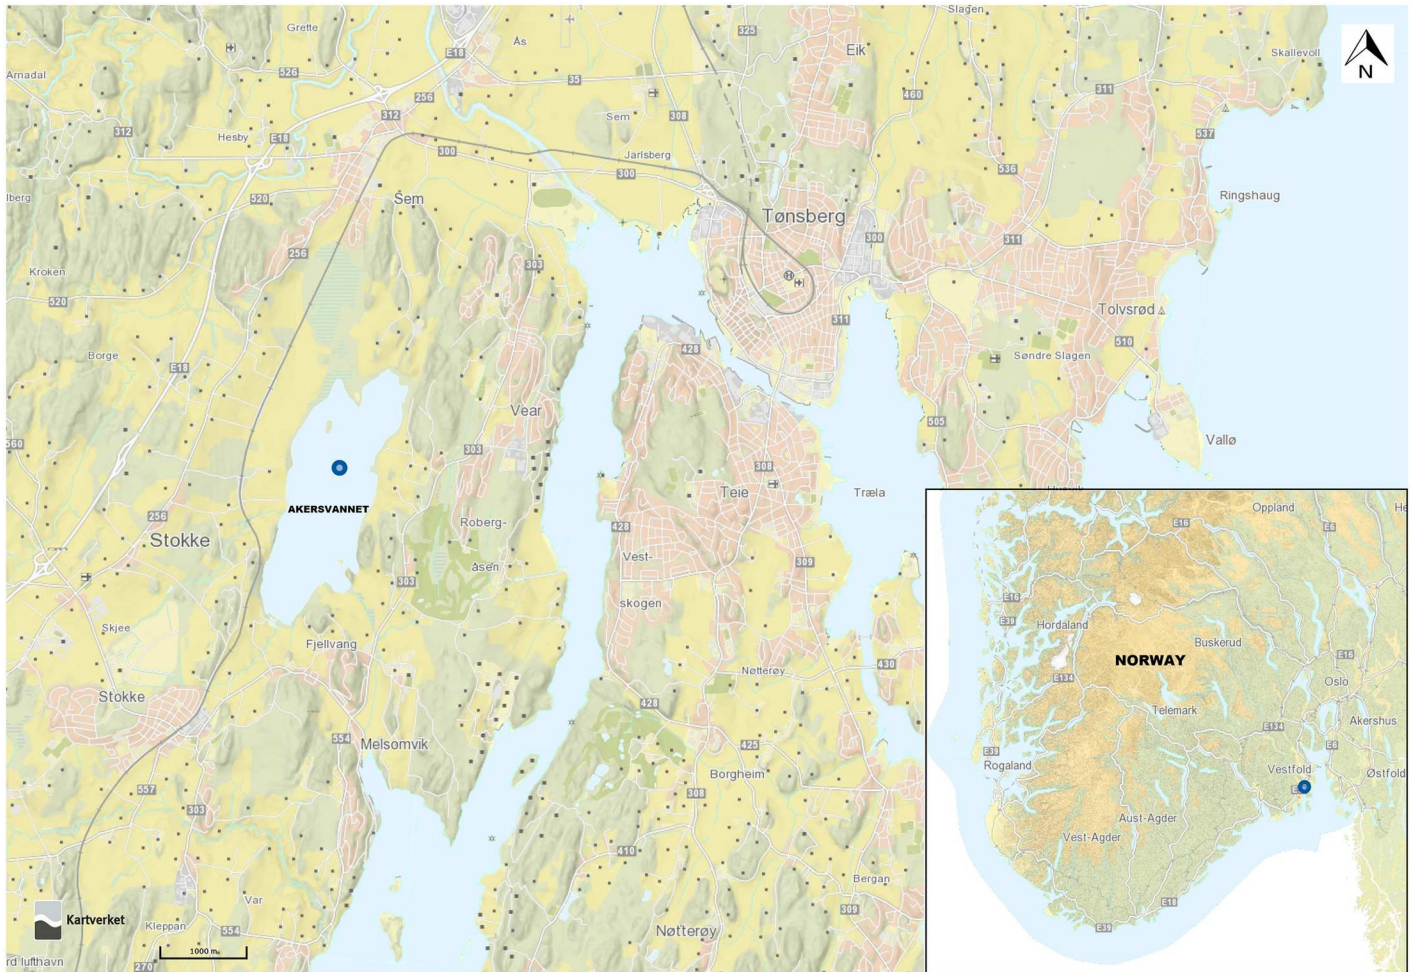 Grette
Ås
E18
325
Eik
Slagen
Skallevoll
N
Arnadal
526
35
256
460
311
312
312
Sem
308
537
Hesby
E18
300
Jarlsberg
300
536
lberg
520
Sem
Tønsberg
Ringshaug
256
303
300
311
Kroken
520
Tolvsrød
311
510
Borge
E18
428
Søndre Slagen
Vear
505
560
303
308
Vallø
AKERSVANNET
Teie
Træla
256
Stokke
Roberg-
åsen
428
Vest-
skogen
309
303
Skjee
Fjellvang
Nøtterøy
430
Stokke
428
554
Melsomvik
425
Borgheim
557
303
308
410
Bergan
309
Var
Kleppan
554
Nøtterøy
Kartverket
1000 m
270
rd lufthavn
E16
Oppland
E6
He
E16
E39
Hordaland
Buskerud
NORWAY
E16
E134
Oslo
Telemark
E134
Akershus
E39
E6
Rogaland
Vestfold
Østfold
Aust-Agder
Vest-Agder
E18
E39